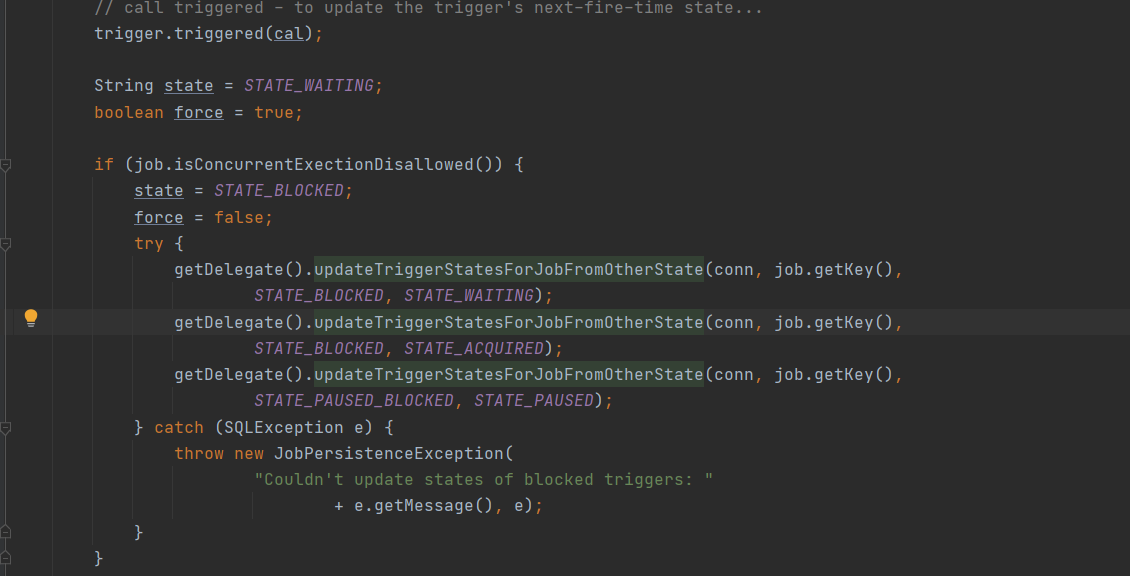 // call triggered - to update the trigger's next-fire-time state...
trigger.triggered(cal);
String state = STATE_WAITING;
boolean force = true;
if (job.isConcurrentExectionDisallowed()) {
state = STATE_BLOCKED;
force = false;
try {
getDelegate().updateTriggerStatesForJobFromOtherState(conn, job.getKey(),
STATE_BLOCKED, STATE_WAITING);
getDelegate().updateTriggerStatesForJobFromOtherState(conn, job.getKey(),
STATE_BLOCKED, STATE_ACQUIRED);
getDelegate().updateTriggerStatesForJobFromOtherState(conn, job.getKey(),
STATE_PAUSED_BLOCKED, STATE_PAUSED);
} catch (SQLException e) {
throw new JobPersistenceException(
"Couldn't update states of blocked triggers: "
+ e.getMessage(), e);
}
}